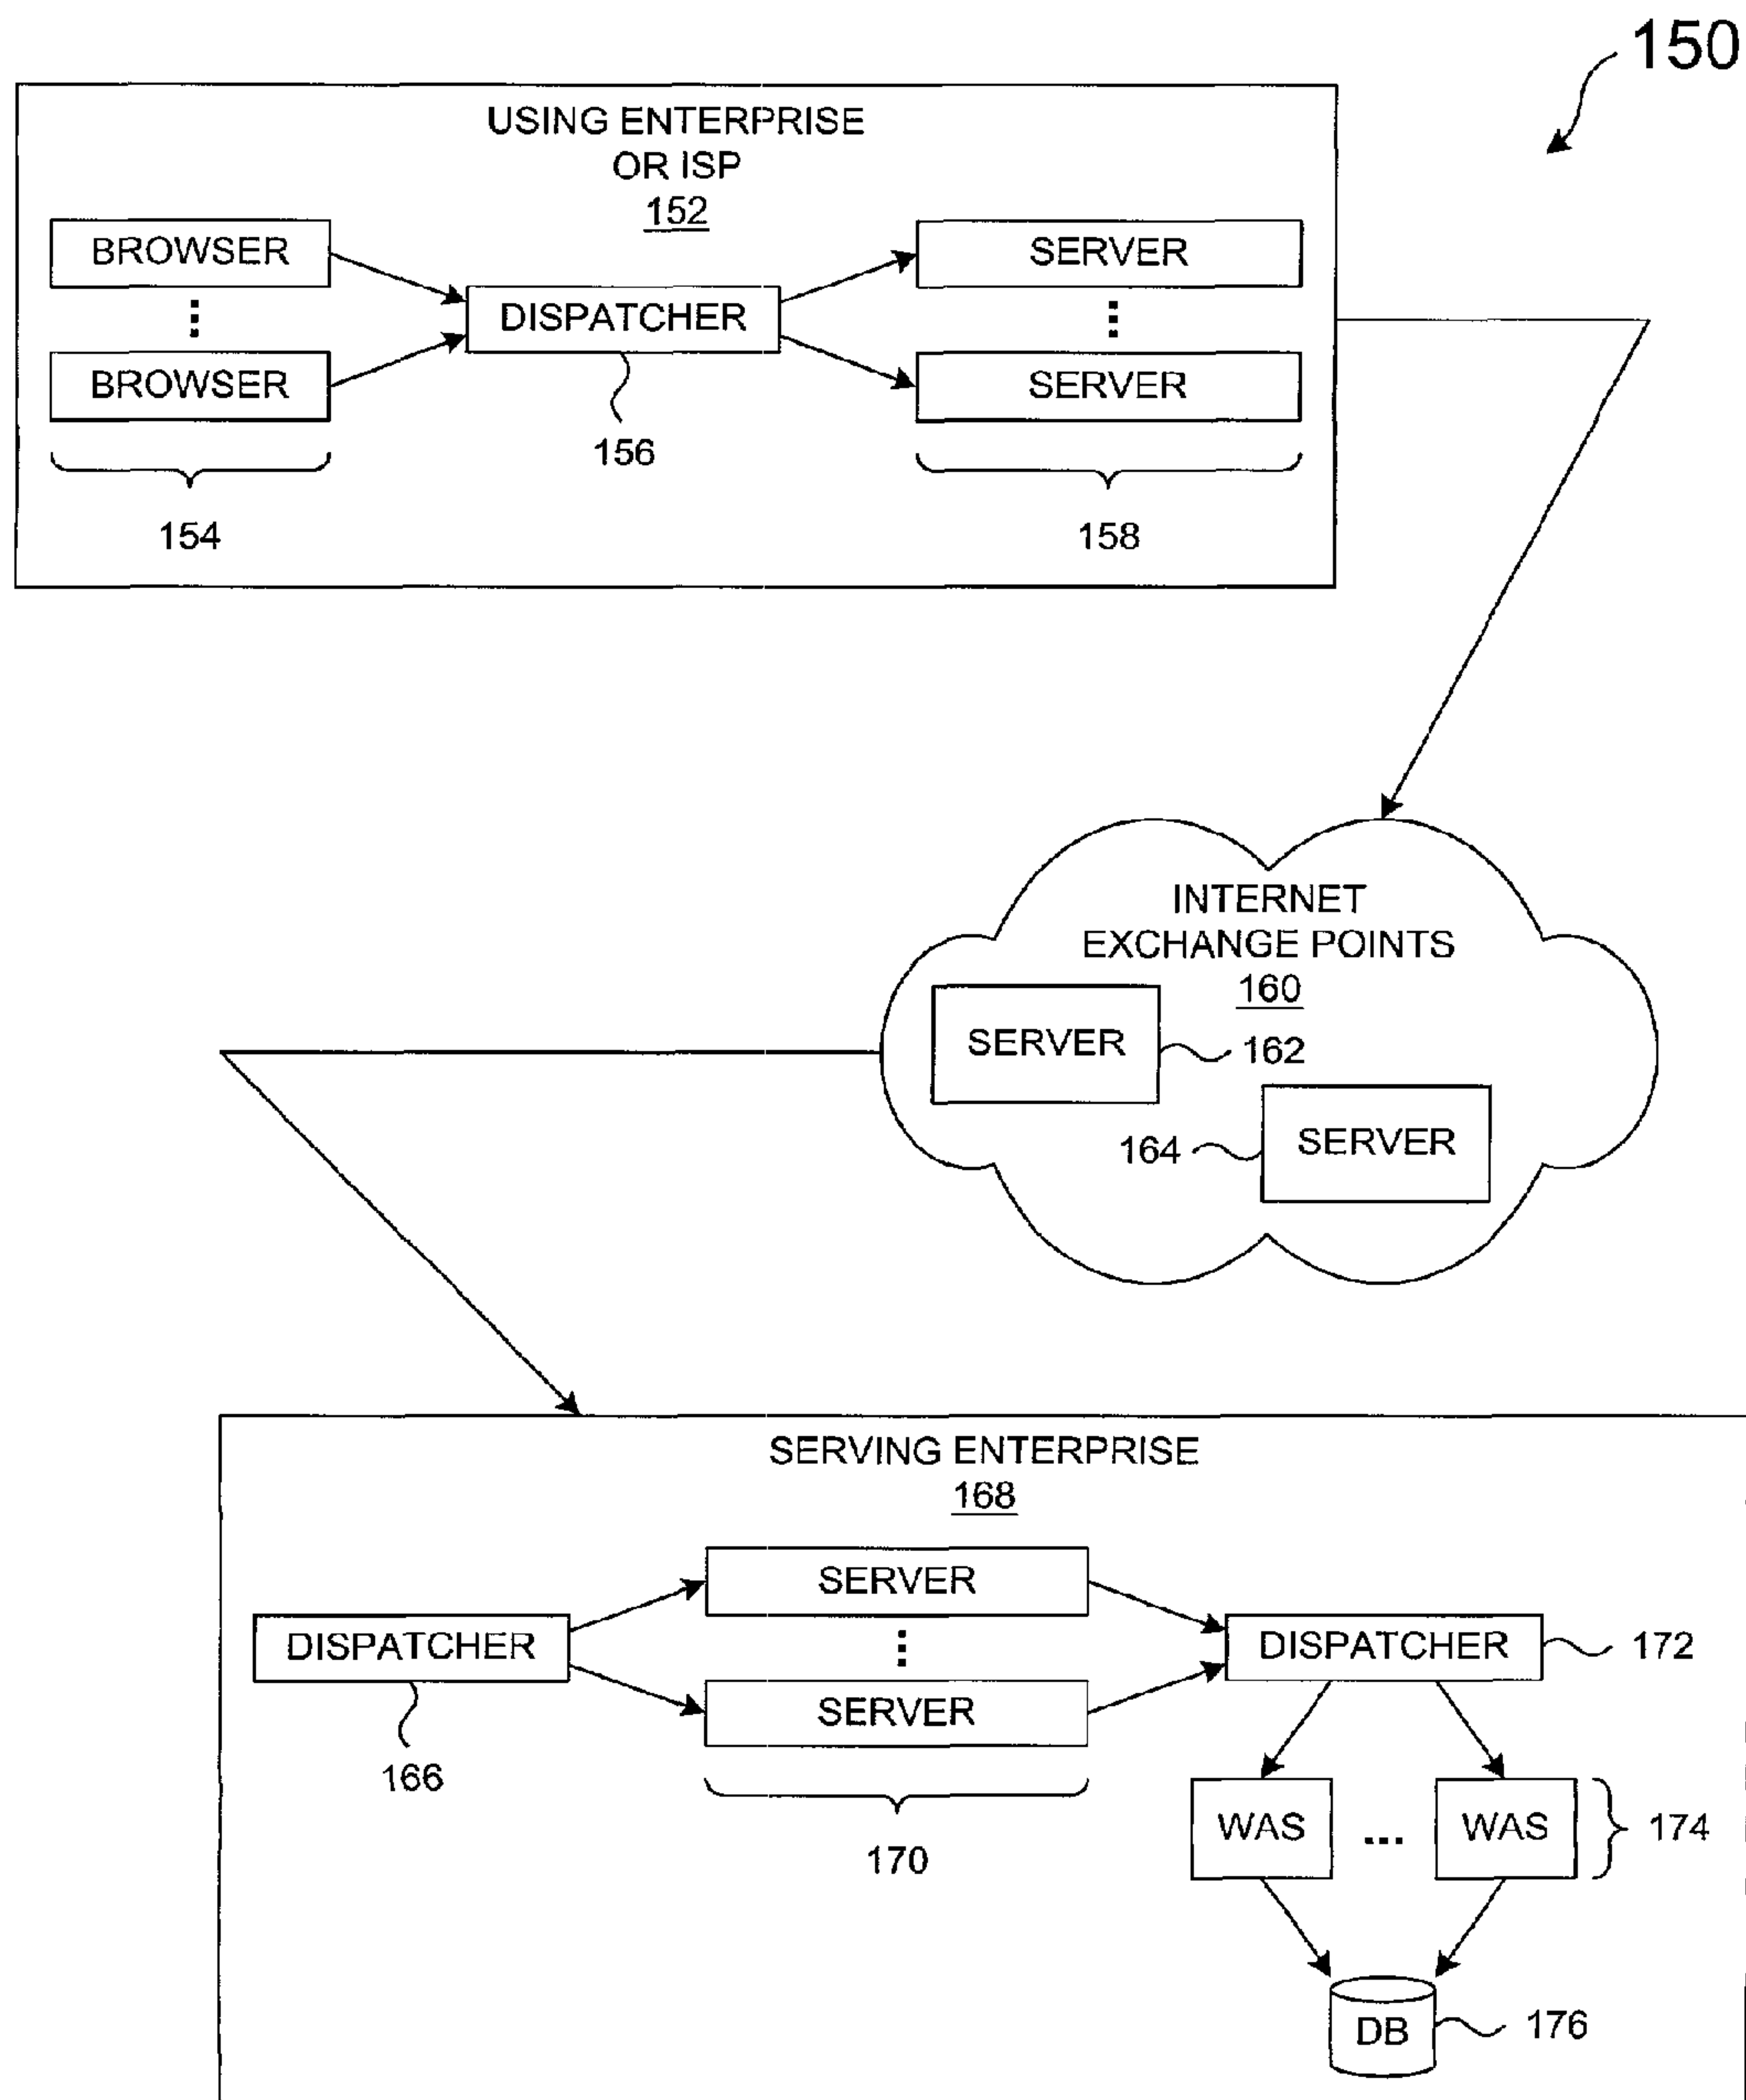 150
USING ENTERPRISE
OR ISP
152
BROWSER
SERVER
DISPATCHER
BROWSER
SERVER
156
154
158
INTERNET
EXCHANGE POINTS
160
SERVER
162
164
SERVER
SERVING ENTERPRISE
168
SERVER
DISPATCHER
DISPATCHER
172
SERVER
166
170
WAS
...
WAS
174
DB
176